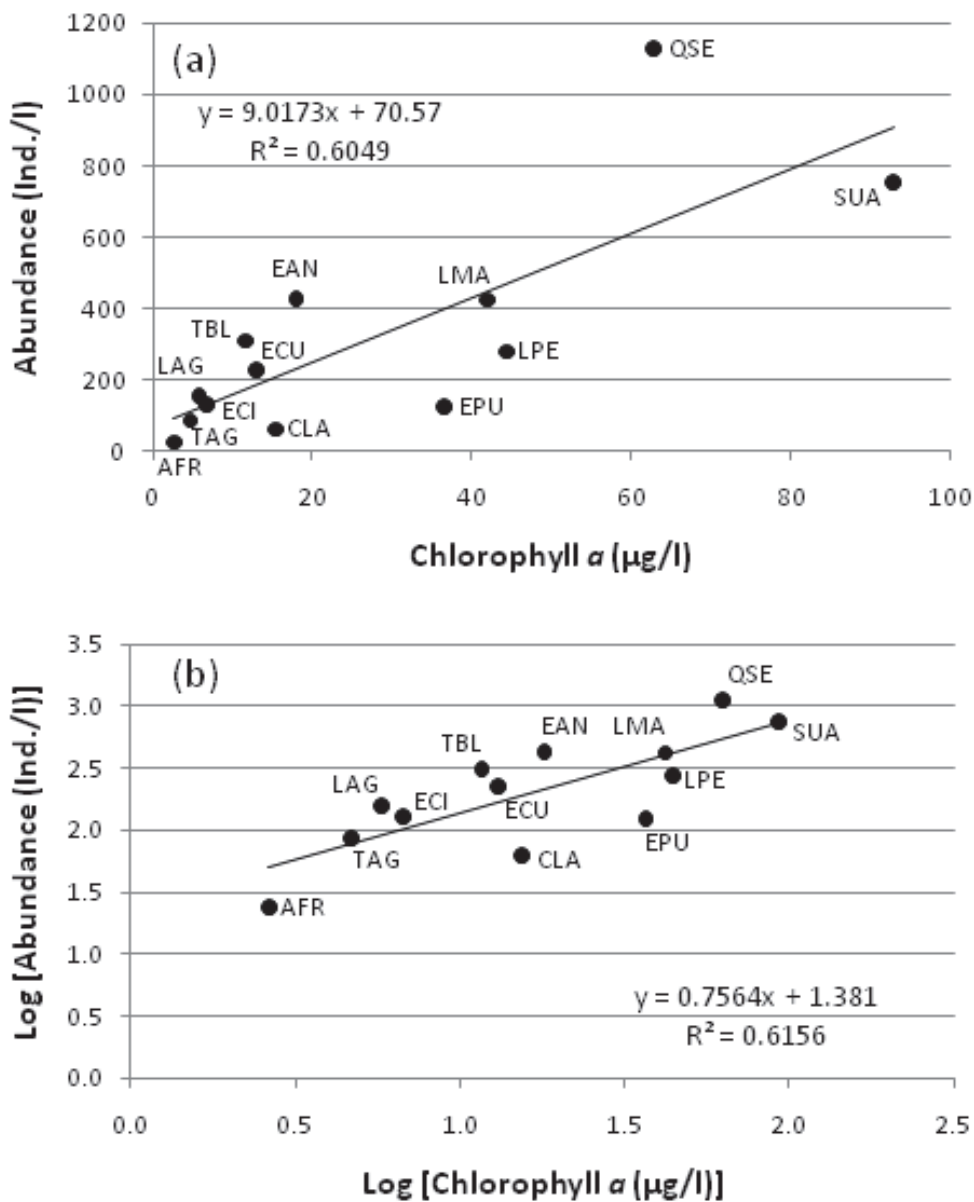 1200
(a)
QSE
1000
y = 9.0173x + 70.57
R² = 0.6049
800
SUA
600
EAN
LMA
400
TBL
ECU
LPE
LAG
200
ECI
EPU
CLA
TAG
0
AFR
0 20 40 60 80 100
Abundance (Ind./l)
Chlorophyll a (µg/l)
3.5
(b)
QSE
3.0
EAN
LMA
SUA
TBL
2.5
LPE
LAG
ECI
ECU
2.0
EPU
TAG
CLA
1.5
AFR
1.0
y = 0.7564x + 1.381
0.5
R² = 0.6156
0.0
0.0 0.5 1.0 1.5 2.0 2.5
Log [Abundance (Ind./l)]
Log [Chlorophyll a (µg/l)]